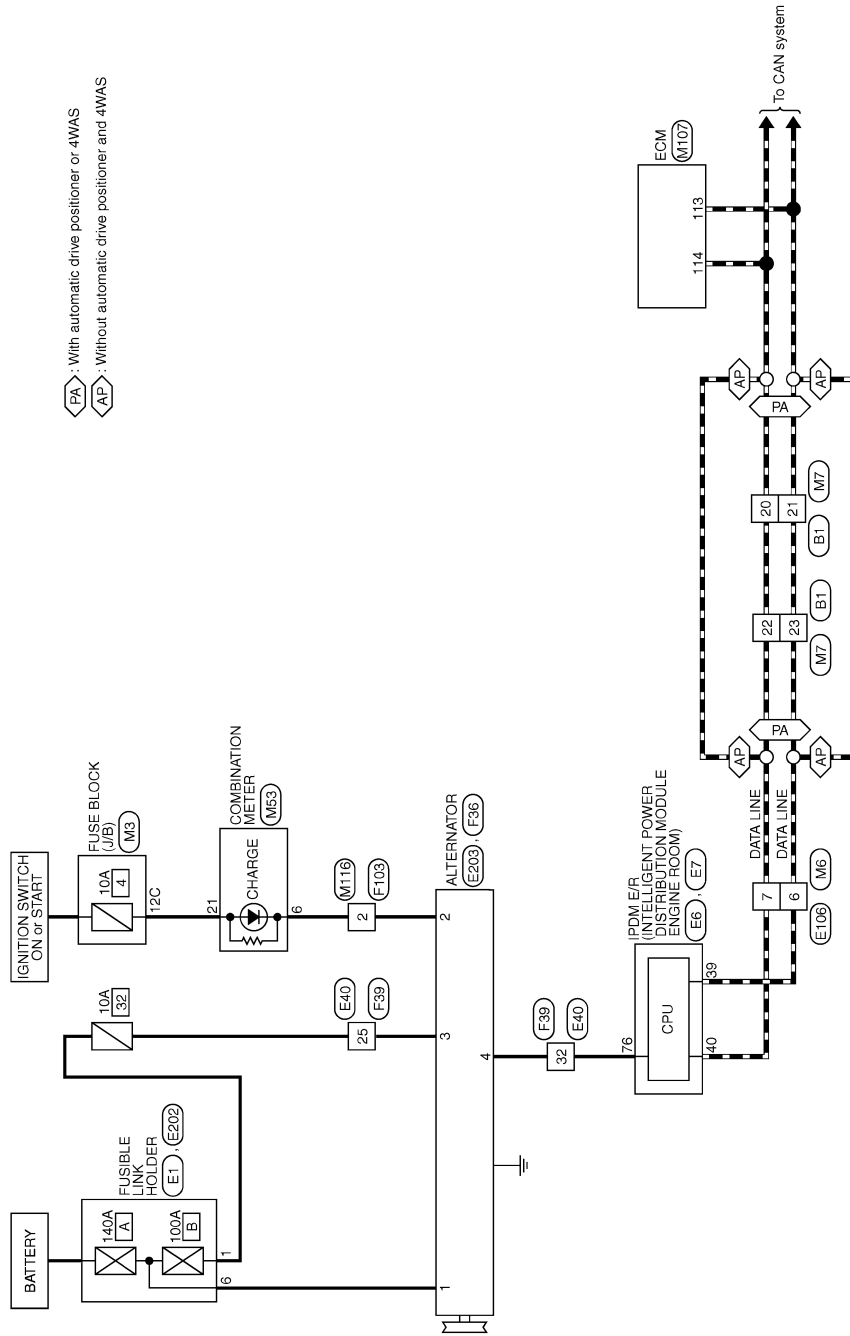 BATTERY
140A
A
100A
B
FUSIBLE
LINK
HOLDER
E1 , E202
6
1
10A
32
IGNITION SWITCH
ON or START
10A
4
FUSE BLOCK
(J/B)
M3
12C
21
COMBINATION
METER
M53
CHARGE
6
E40
25
F39
M116
2
F103
1
3
2
ALTERNATOR
E203 , F36
4
F39
32
E40
76
CPU
IPDM E/R
(INTELLIGENT POWER
DISTRIBUTION MODULE
ENGINE ROOM)
E6 , E7
40
39
7
6
E106
M6
DATA LINE
DATA LINE
AP
AP
PA
22
23
M7
B1
20
21
B1
M7
PA
AP
AP
ECM
M107
114
113
To CAN system
PA : With automatic drive positioner or 4WAS
AP : Without automatic drive positioner and 4WAS